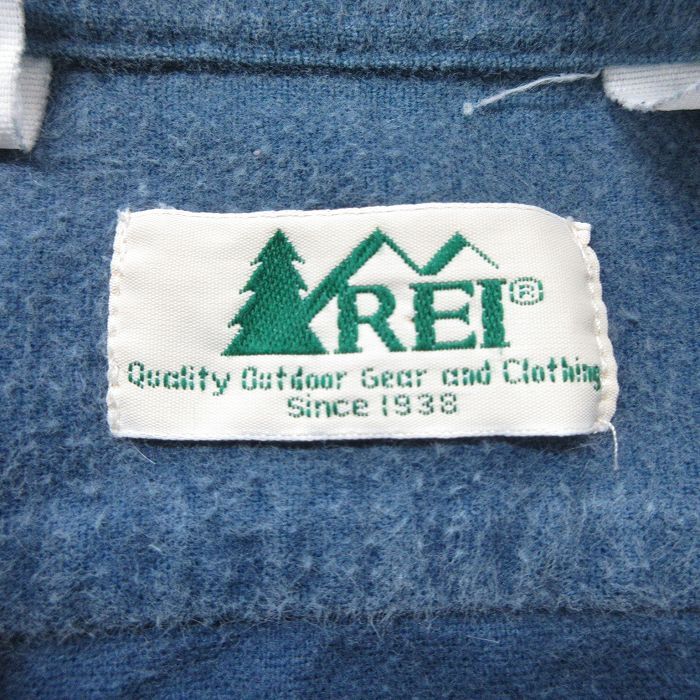 REI®
Quality Outdoor Gear and Clothing
Since 1938